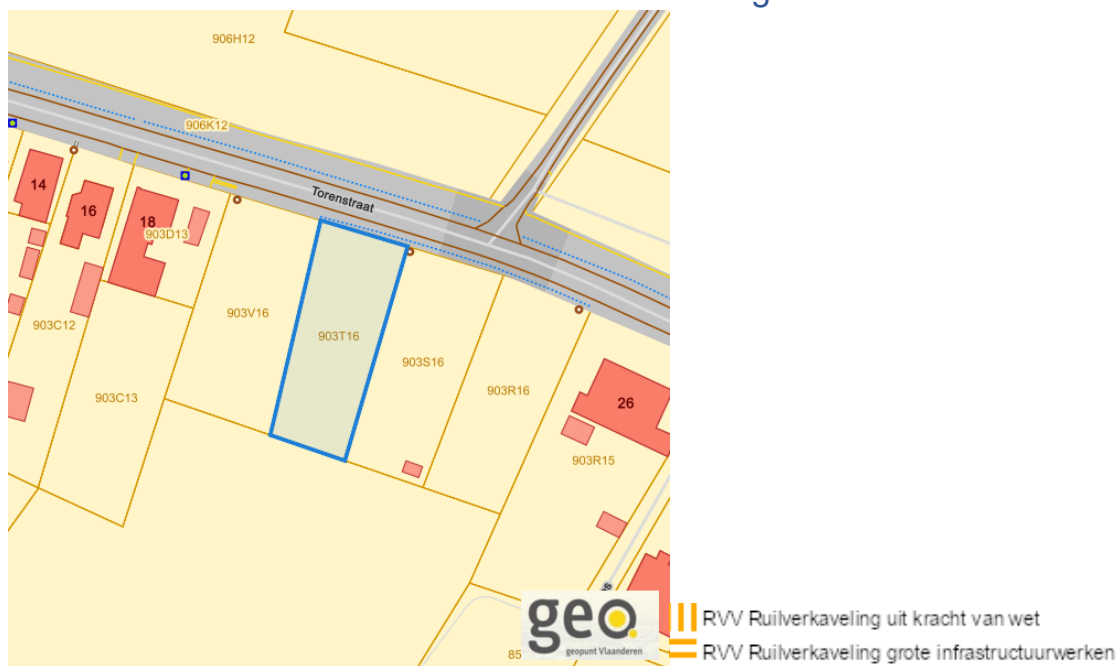 906H12
906K12
Torenstraat
14
16
18
903D13
903V16
903T16
903C12
903S16
903C13
903R16
26
903R15
85
geo
geopunt Vlaanderen
RVV Ruilverkaveling uit kracht van wet
RVV Ruilverkaveling grote infrastructuurwerken